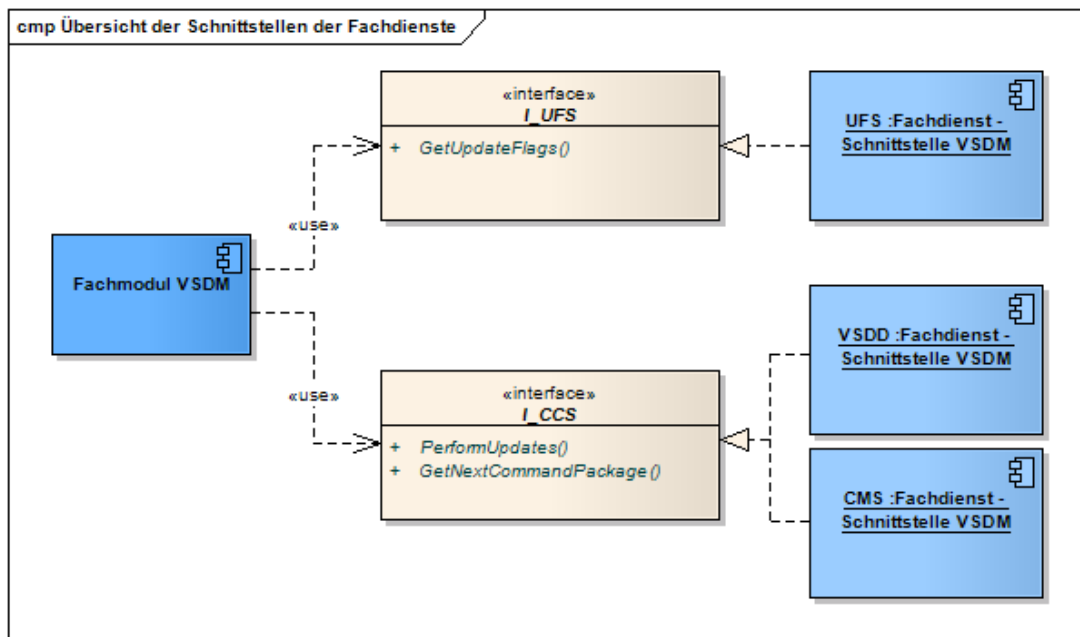 cmp Übersicht der Schnittstellen der Fachdienste
«interface»
I_UFS
+ GetUpdateFlags()
UFS :Fachdienst -
Schnittstelle VSDM
«use»
Fachmodul VSDM
«use»
«interface»
I_CCS
+ PerformUpdates()
+ GetNextCommandPackage()
VSDD :Fachdienst -
Schnittstelle VSDM
CMS :Fachdienst -
Schnittstelle VSDM